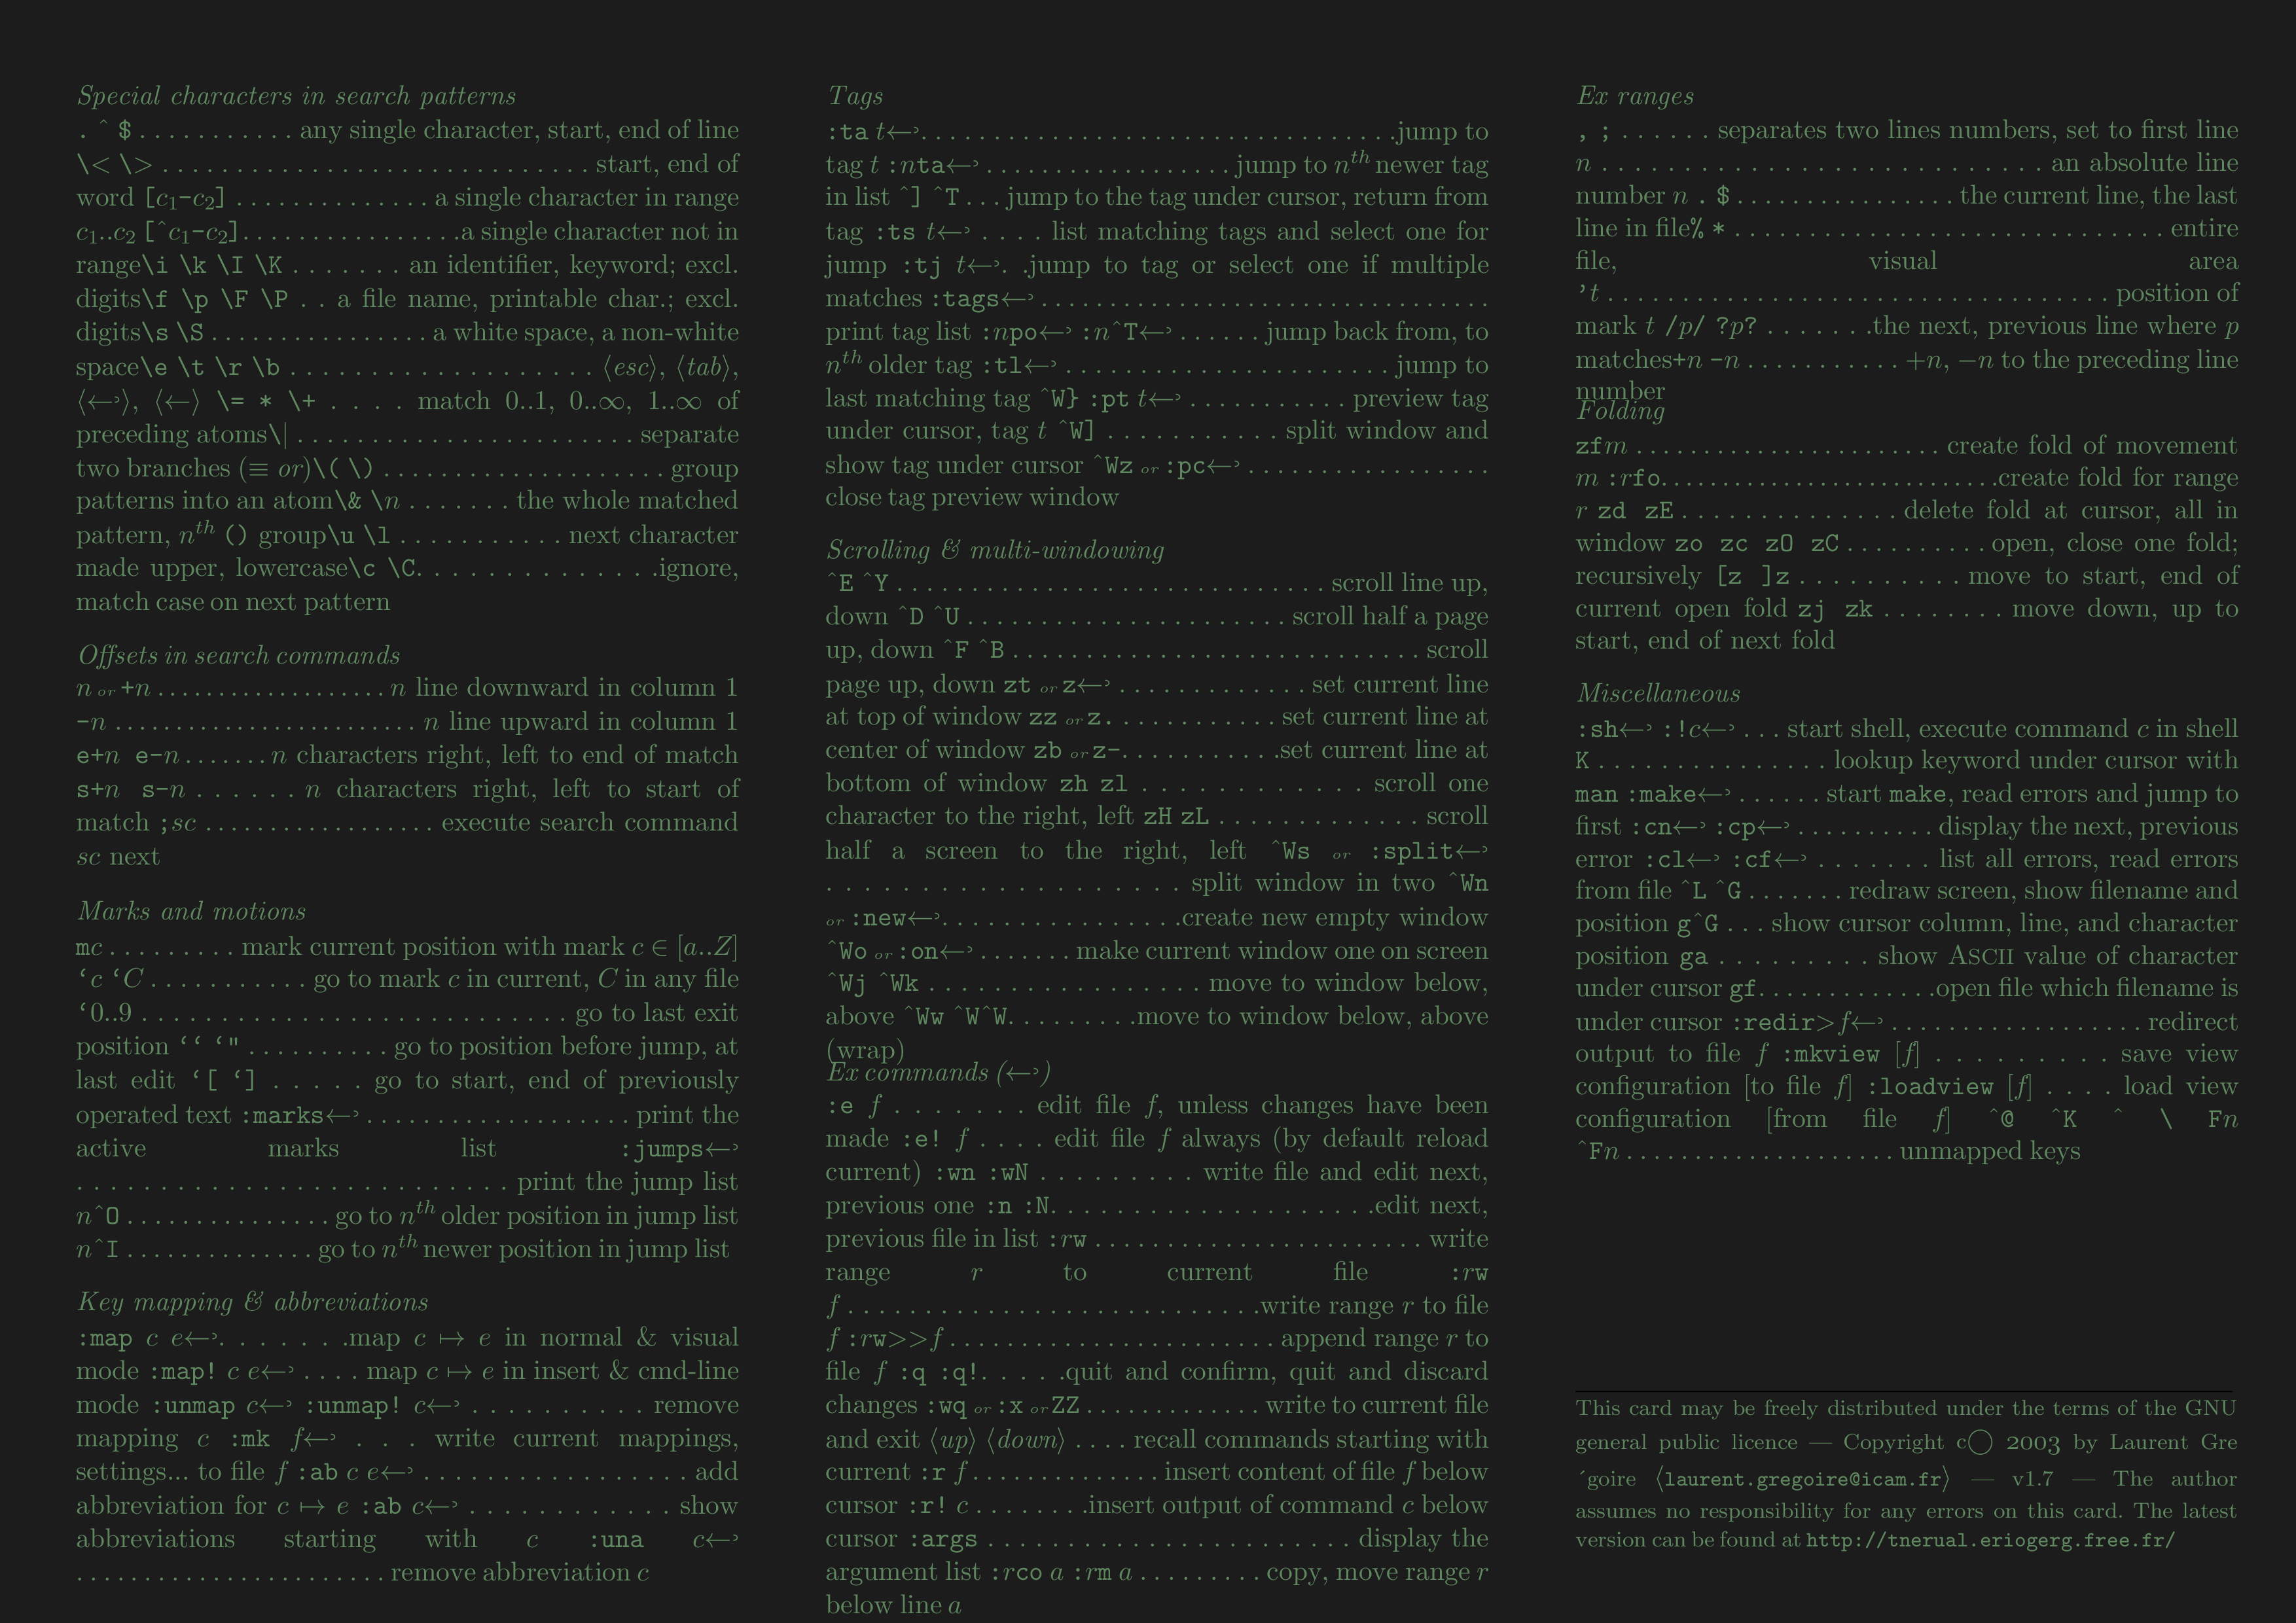 Special characters in search patterns
. ^ $ . . . . . . . . . . . any single character, start, end of line
\< \> . . . . . . . . . . . . . . . . . . . . . . . . . . . . . start, end of
word [c1-c2] . . . . . . . . . . . . . . a single character in range
c1..c2 [^c1-c2]. . . . . . . . . . . . . . . .a single character not in
range\i \k \I \K . . . . . . . an identifier, keyword; excl.
digits\f \p \F \P . . a file name, printable char.; excl.
digits\s \S . . . . . . . . . . . . . . . a white space, a non-white
space\e \t \r \b . . . . . . . . . . . . . . . . . . . . . ⟨esc⟩, ⟨tab⟩,
⟨←↩⟩, ⟨←⟩ \= * \+ . . . . match 0..1, 0..∞, 1..∞ of
preceding atoms\| . . . . . . . . . . . . . . . . . . . . . . . separate
two branches (≡ or)\( \) . . . . . . . . . . . . . . . . . . . group
patterns into an atom\& \n . . . . . . . the whole matched
pattern, nth () group\u \l . . . . . . . . . . . next character
made upper, lowercase\c \C. . . . . . . . . . . . . . .ignore,
match case on next pattern
Offsets in search commands
n or +n . . . . . . . . . . . . . . . . . . . n line downward in column 1
-n . . . . . . . . . . . . . . . . . . . . . . . . . n line upward in column 1
e+n e-n . . . . . . . n characters right, left to end of match
s+n s-n . . . . . . n characters right, left to start of
match ;sc . . . . . . . . . . . . . . . . . . execute search command
sc next
Marks and motions
mc . . . . . . . . . mark current position with mark c ∈ [a..Z]
‘c ‘C . . . . . . . . . . . go to mark c in current, C in any file
‘0..9 . . . . . . . . . . . . . . . . . . . . . . . . . . . . . go to last exit
position ‘‘ ‘" . . . . . . . . . . go to position before jump, at
last edit ‘[ ‘] . . . . . go to start, end of previously
operated text :marks←↩ . . . . . . . . . . . . . . . . . . print the
active marks list :jumps←↩
. . . . . . . . . . . . . . . . . . . . . . . . . . print the jump list
n^O . . . . . . . . . . . . . . . go to nth older position in jump list
n^I . . . . . . . . . . . . . . go to nth newer position in jump list
Key mapping & abbreviations
:map c e←↩. . . . . . .map c ↦ e in normal & visual
mode :map! c e←↩ . . . . map c ↦ e in insert & cmd-line
mode :unmap c←↩ :unmap! c←↩ . . . . . . . . . . . remove
mapping c :mk f←↩ . . . write current mappings,
settings... to file f :ab c e←↩ . . . . . . . . . . . . . . . . . . add
abbreviation for c ↦ e :ab c←↩ . . . . . . . . . . . . . show
abbreviations starting with c :una c←↩
. . . . . . . . . . . . . . . . . . . . . . . remove abbreviation c
Tags
:ta t←↩. . . . . . . . . . . . . . . . . . . . . . . . . . . . . . . . .jump to
tag t :nta←↩ . . . . . . . . . . . . . . . . . jump to nth newer tag
in list ^] ^T . . . jump to the tag under cursor, return from
tag :ts t←↩ . . . . list matching tags and select one for
jump :tj t←↩. .jump to tag or select one if multiple
matches :tags←↩ . . . . . . . . . . . . . . . . . . . . . . . . . . . . . . .
print tag list :npo←↩ :n^T←↩ . . . . . . jump back from, to
nth older tag :tl←↩ . . . . . . . . . . . . . . . . . . . . . . . jump to
last matching tag ^W} :pt t←↩ . . . . . . . . . . . preview tag
under cursor, tag t ^W] . . . . . . . . . . . . split window and
show tag under cursor ^Wz or :pc←↩ . . . . . . . . . . . . . . . . .
close tag preview window
Scrolling & multi-windowing
^E ^Y . . . . . . . . . . . . . . . . . . . . . . . . . . . . . scroll line up,
down ^D ^U . . . . . . . . . . . . . . . . . . . . . . scroll half a page
up, down ^F ^B . . . . . . . . . . . . . . . . . . . . . . . . . . . . scroll
page up, down zt or z←↩ . . . . . . . . . . . . . set current line
at top of window zz or z. . . . . . . . . . . . . set current line at
center of window zb or z-. . . . . . . . . . .set current line at
bottom of window zh zl . . . . . . . . . . . . . scroll one
character to the right, left zH zL . . . . . . . . . . . . . scroll
half a screen to the right, left ^Ws or :split←↩
. . . . . . . . . . . . . . . . . . . split window in two ^Wn
or :new←↩. . . . . . . . . . . . . . . .create new empty window
^Wo or :on←↩ . . . . . . . make current window one on screen
^Wj ^Wk . . . . . . . . . . . . . . . . . . . move to window below,
above ^Ww ^W^W. . . . . . . . .move to window below, above
(wrap)
Ex commands (←↩)
:e f . . . . . . . edit file f, unless changes have been
made :e! f . . . . edit file f always (by default reload
current) :wn :wN . . . . . . . . . write file and edit next,
previous one :n :N. . . . . . . . . . . . . . . . . . . . . .edit next,
previous file in list :rw . . . . . . . . . . . . . . . . . . . . . . . write
range r to current file :rw
f . . . . . . . . . . . . . . . . . . . . . . . . . . . .write range r to file
f :rw>>f . . . . . . . . . . . . . . . . . . . . . . . append range r to
file f :q :q!. . . . . .quit and confirm, quit and discard
changes :wq or :x or ZZ . . . . . . . . . . . . . write to current file
and exit ⟨up⟩ ⟨down⟩ . . . . recall commands starting with
current :r f . . . . . . . . . . . . . . insert content of file f below
cursor :r! c . . . . . . . .insert output of command c below
cursor :args . . . . . . . . . . . . . . . . . . . . . . . . . display the
argument list :rco a :rm a . . . . . . . . . copy, move range r
below line a
Ex ranges
, ; . . . . . . separates two lines numbers, set to first line
n . . . . . . . . . . . . . . . . . . . . . . . . . . . . . . an absolute line
number n . $ . . . . . . . . . . . . . . . . the current line, the last
line in file% * . . . . . . . . . . . . . . . . . . . . . . . . . . . . . . entire
file, visual area
’t . . . . . . . . . . . . . . . . . . . . . . . . . . . . . . . . . . position of
mark t /p/ ?p? . . . . . . .the next, previous line where p
matches+n -n . . . . . . . . . . . +n, −n to the preceding line
number
Folding
zfm . . . . . . . . . . . . . . . . . . . . . create fold of movement
m :rfo. . . . . . . . . . . . . . . . . . . . . . . . . . .create fold for range
r zd zE . . . . . . . . . . . . . . delete fold at cursor, all in
window zo zc zO zC . . . . . . . . . . open, close one fold;
recursively [z ]z . . . . . . . . . . . move to start, end of
current open fold zj zk . . . . . . . . move down, up to
start, end of next fold
Miscellaneous
:sh←↩ :!c←↩ . . . start shell, execute command c in shell
K . . . . . . . . . . . . . . . . lookup keyword under cursor with
man :make←↩ . . . . . . start make, read errors and jump to
first :cn←↩ :cp←↩ . . . . . . . . . . display the next, previous
error :cl←↩ :cf←↩ . . . . . . . list all errors, read errors
from file ^L ^G . . . . . . . redraw screen, show filename and
position g^G . . . show cursor column, line, and character
position ga . . . . . . . . . show ASCII value of character
under cursor gf. . . . . . . . . . . . .open file which filename is
under cursor :redir>f←↩ . . . . . . . . . . . . . . . . . redirect
output to file f :mkview [f] . . . . . . . . . save view
configuration [to file f] :loadview [f] . . . . load view
configuration [from file f] ^@ ^K ^ \ Fn
^Fn . . . . . . . . . . . . . . . . . . . . unmapped keys
This card may be freely distributed under the terms of the GNU
general public licence — Copyright c◯ 2003 by Laurent Gre
´goire ⟨laurent.gregoire@icam.fr⟩ — v1.7 — The author
assumes no responsibility for any errors on this card. The latest
version can be found at http://tnerual.eriogerg.free.fr/